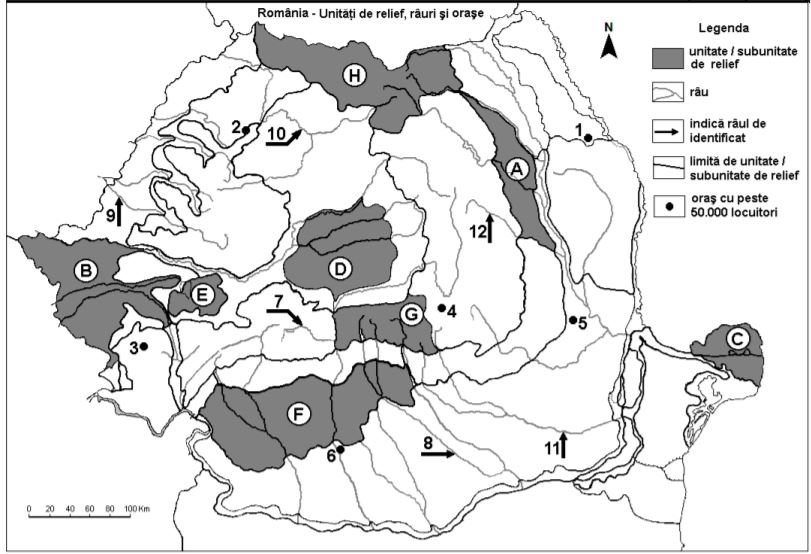 România - Unităţi de relief, râuri şi oraşe
N
Legenda
unitate / subunitate
de relief
râu
indică râul de
identificat
limită de unitate /
subunitate de relief
oraş cu peste
50.000 locuitori
H
2
10
1
A
9
12
B
D
E
7
G
4
5
C
3
F
6
8
11
0 20 40 60 80 100 Km